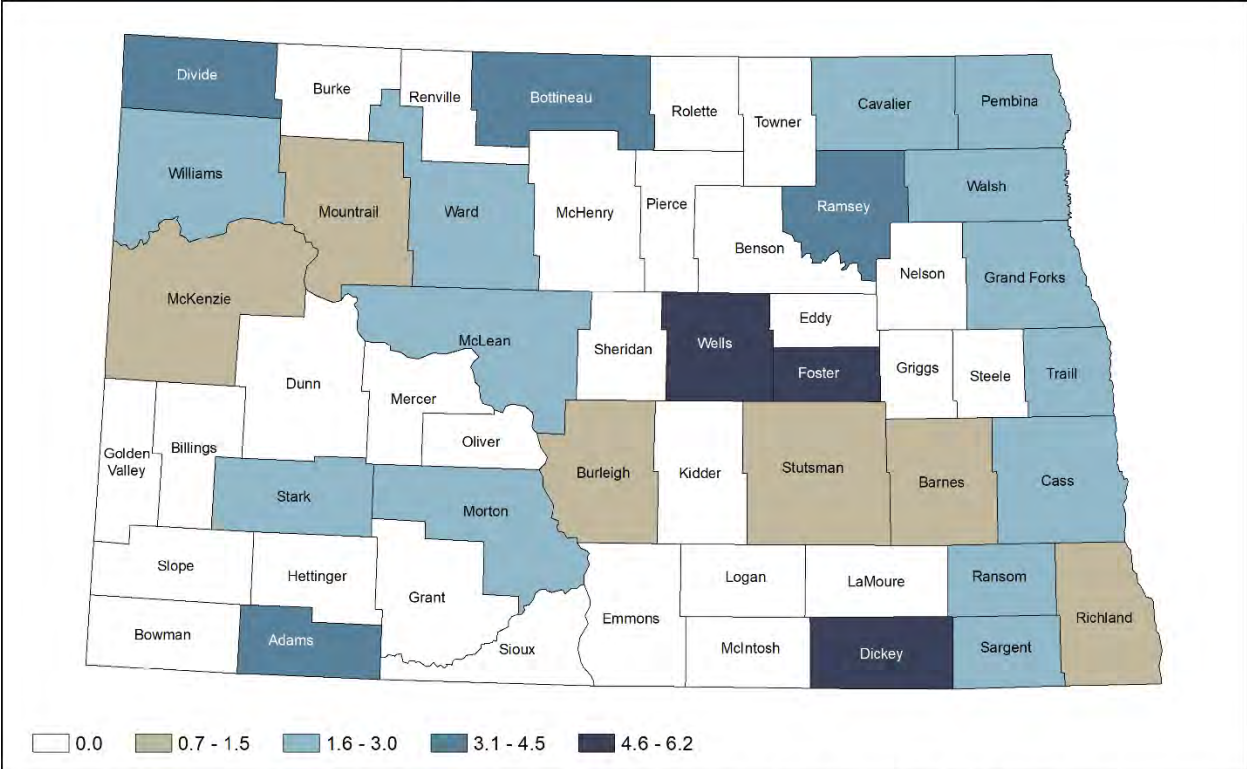 Divide
Burke
Renville
Bottineau
Rolette
Towner
Cavalier
Pembina
Williams
Mountrail
Ward
McHenry
Pierce
Benson
Ramsey
Walsh
McKenzie
Nelson
Grand Forks
McLean
Sheridan
Wells
Eddy
Foster
Griggs
Steele
Traill
Dunn
Mercer
Oliver
Golden
Valley
Billings
Stark
Morton
Burleigh
Kidder
Stutsman
Barnes
Cass
Slope
Hettinger
Grant
Emmons
Logan
LaMoure
Ransom
Richland
Bowman
Adams
Sioux
McIntosh
Dickey
Sargent
0.0 0.7 - 1.5 1.6 - 3.0 3.1 - 4.5 4.6 - 6.2